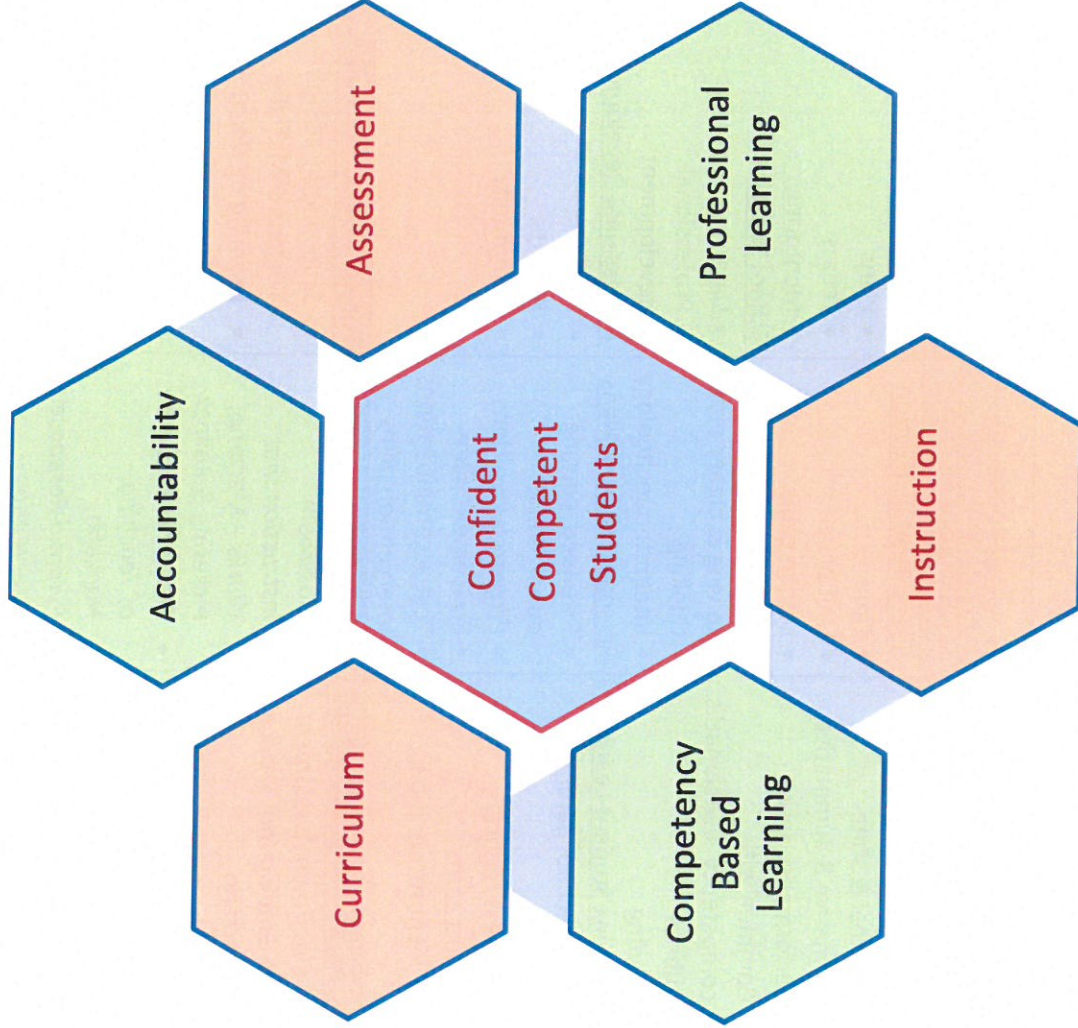 Accountability
Assessment
Professional
Learning
Instruction
Competency
Based
Learning
Curriculum
Confident
Competent
Students